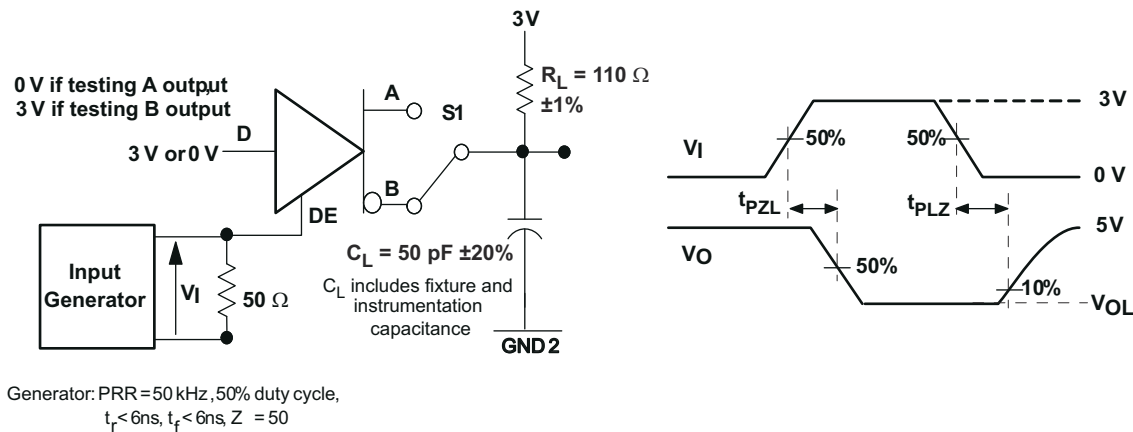 3 V
R_L = 110 Ω
±1%
0 V if testing A output,
3 V if testing B output
A
S1
D
3 V or 0 V
B
DE
C_L = 50 pF ±20%
C_L includes fixture and
instrumentation
capacitance
Input
Generator
V_I
50 Ω
GND 2
Generator: PRR = 50 kHz, 50% duty cycle,
t_r < 6ns, t_f < 6ns, Z = 50
3 V
V_I
50%
50%
0 V
t_PZL
t_PLZ
5V
V_O
50%
10%
V_OL